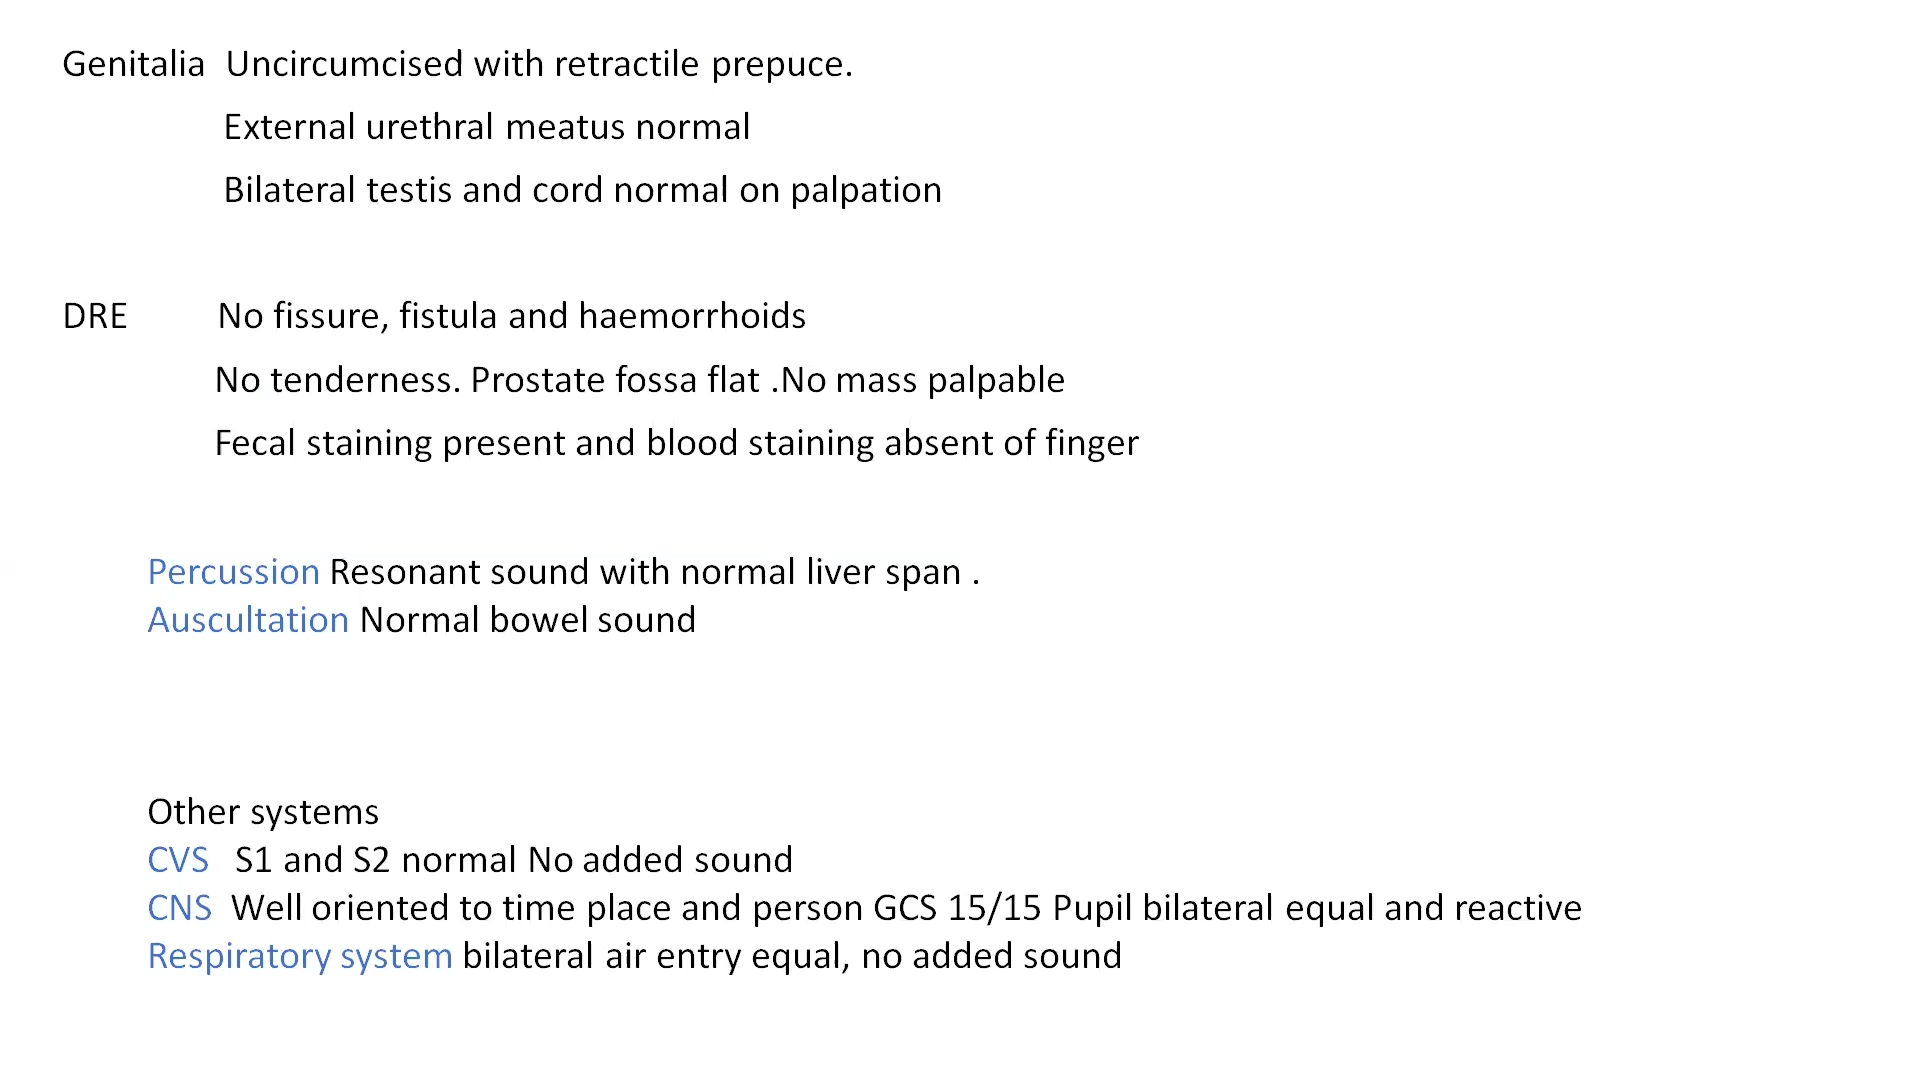 Genitalia Uncircumcised with retractile prepuce.
External urethral meatus normal
Bilateral testis and cord normal on palpation
DRE No fissure, fistula and haemorrhoids
No tenderness. Prostate fossa flat .No mass palpable
Fecal staining present and blood staining absent of finger
Percussion Resonant sound with normal liver span .
Auscultation Normal bowel sound
Other systems
CVS S1 and S2 normal No added sound
CNS Well oriented to time place and person GCS 15/15 Pupil bilateral equal and reactive
Respiratory system bilateral air entry equal, no added sound